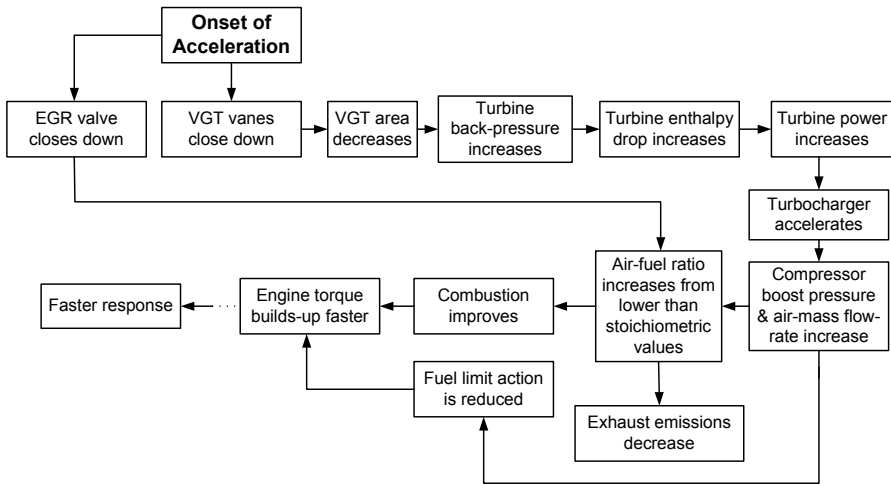 Onset of
Acceleration
EGR valve
closes down
VGT vanes
close down
VGT area
decreases
Turbine
back-pressure
increases
Turbine enthalpy
drop increases
Turbine power
increases
Turbocharger
accelerates
Compressor
boost pressure
& air-mass flow-
rate increase
Air-fuel ratio
increases from
lower than
stoichiometric
values
Combustion
improves
Engine torque
builds-up faster
Faster response
Fuel limit action
is reduced
Exhaust emissions
decrease